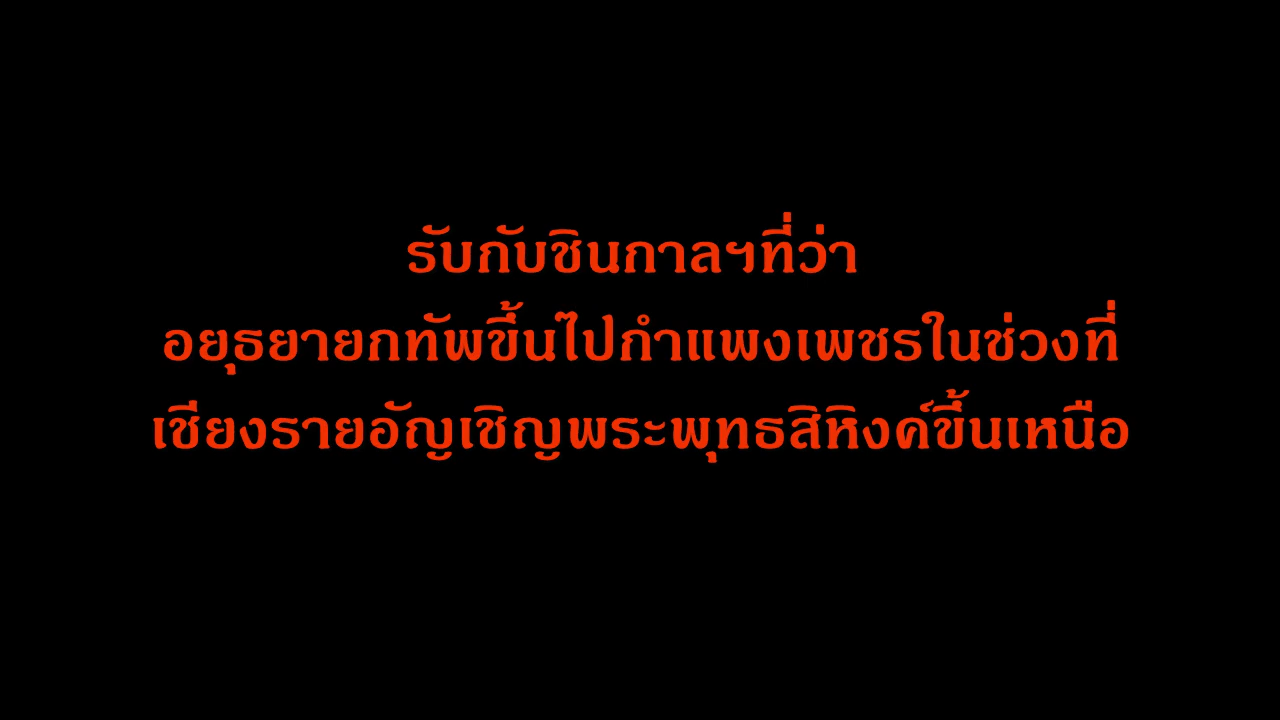 รับกับชินกาลฯที่ว่า
อยุธยายกทัพขึ้นไปกำแพงเพชรในช่วงที่
เชียงรายอัญเชิญพระพุทธสิหิงค์ขึ้นเหนือ